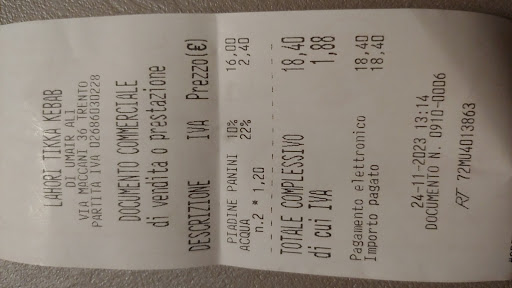 LAHORI TIKKA KEBAB
DI UMAIR ALI
VIA MACCONI 36 TRENTO
PARTITA IVA 02686030228
DOCUMENTO COMMERCIALE
di vendita o prestazione
DESCRIZIONE IVA Prezzo(€)
PIADINE PANINI 10% 16,00
ACQUA 22% 2,40
n.2 * 1,20
TOTALE COMPLESSIVO 18,40
di cui IVA 1,88
Pagamento elettronico 18,40
Importo pagato 18,40
24-11-2023 13:14
DOCUMENTO N. 0910-0006
RT 72MU4013863